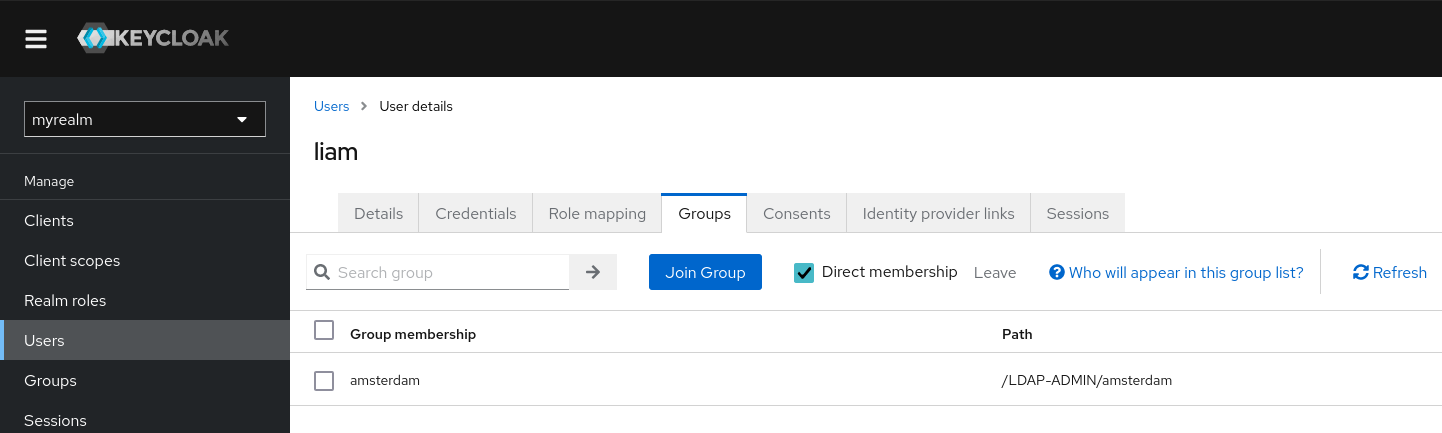 KEYCLOAK
myrealm
Manage
Clients
Client scopes
Realm roles
Users
Groups
Sessions
Users > User details
liam
Details Credentials Role mapping Groups Consents Identity provider links Sessions
Search group Join Group Direct membership Leave Who will appear in this group list? Refresh
Group membership Path
amsterdam /LDAP-ADMIN/amsterdam